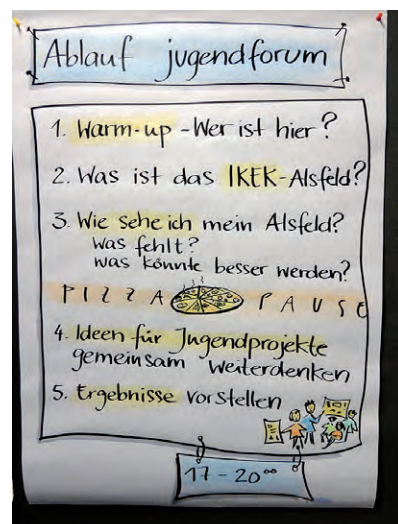 Ablauf jugendforum
1. Warm-up - Wer ist hier?
2. Was ist das IKEK-Alsfeld?
3. Wie sehe ich mein Alsfeld?
was fehlt?
was könnte besser werden?
PIZZA PAUSE
4. Ideen für Jugendprojekte
gemeinsam weiterdenken
5. Ergebnisse vorstellen
17 - 20°°